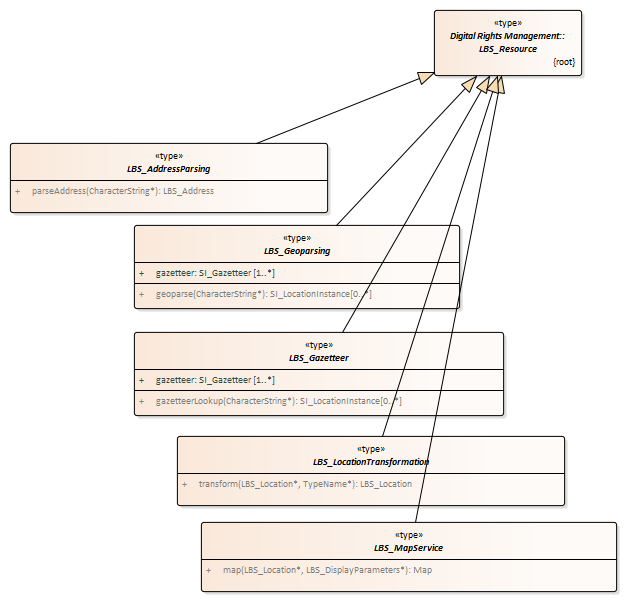 «type»
Digital Rights Management::
LBS_Resource
{root}
«type»
LBS_AddressParsing
+ parseAddress(CharacterString*): LBS_Address
«type»
LBS_Geoparsing
+ gazetteer: SI_Gazetteer [1..*]
+ geoparse(CharacterString*): SI_LocationInstance[0..*]
«type»
LBS_Gazetteer
+ gazetteer: SI_Gazetteer [1..*]
+ gazetteerLookup(CharacterString*): SI_LocationInstance[0..*]
«type»
LBS_LocationTransformation
+ transform(LBS_Location*, TypeName*): LBS_Location
«type»
LBS_MapService
+ map(LBS_Location*, LBS_DisplayParameters*): Map